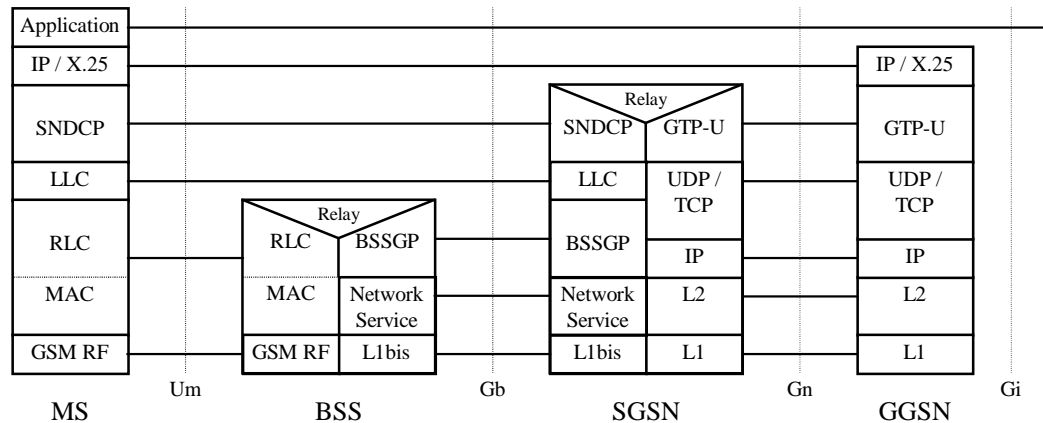 Application
IP / X.25
IP / X.25
Relay
SNDCP
SNDCP
GTP-U
GTP-U
LLC
LLC
UDP /
TCP
UDP /
TCP
Relay
RLC
RLC
BSSGP
BSSGP
IP
IP
MAC
MAC
Network
Service
Network
Service
L2
L2
GSM RF
GSM RF
L1bis
L1bis
L1
L1
Um
Gb
Gn
Gi
MS
BSS
SGSN
GGSN